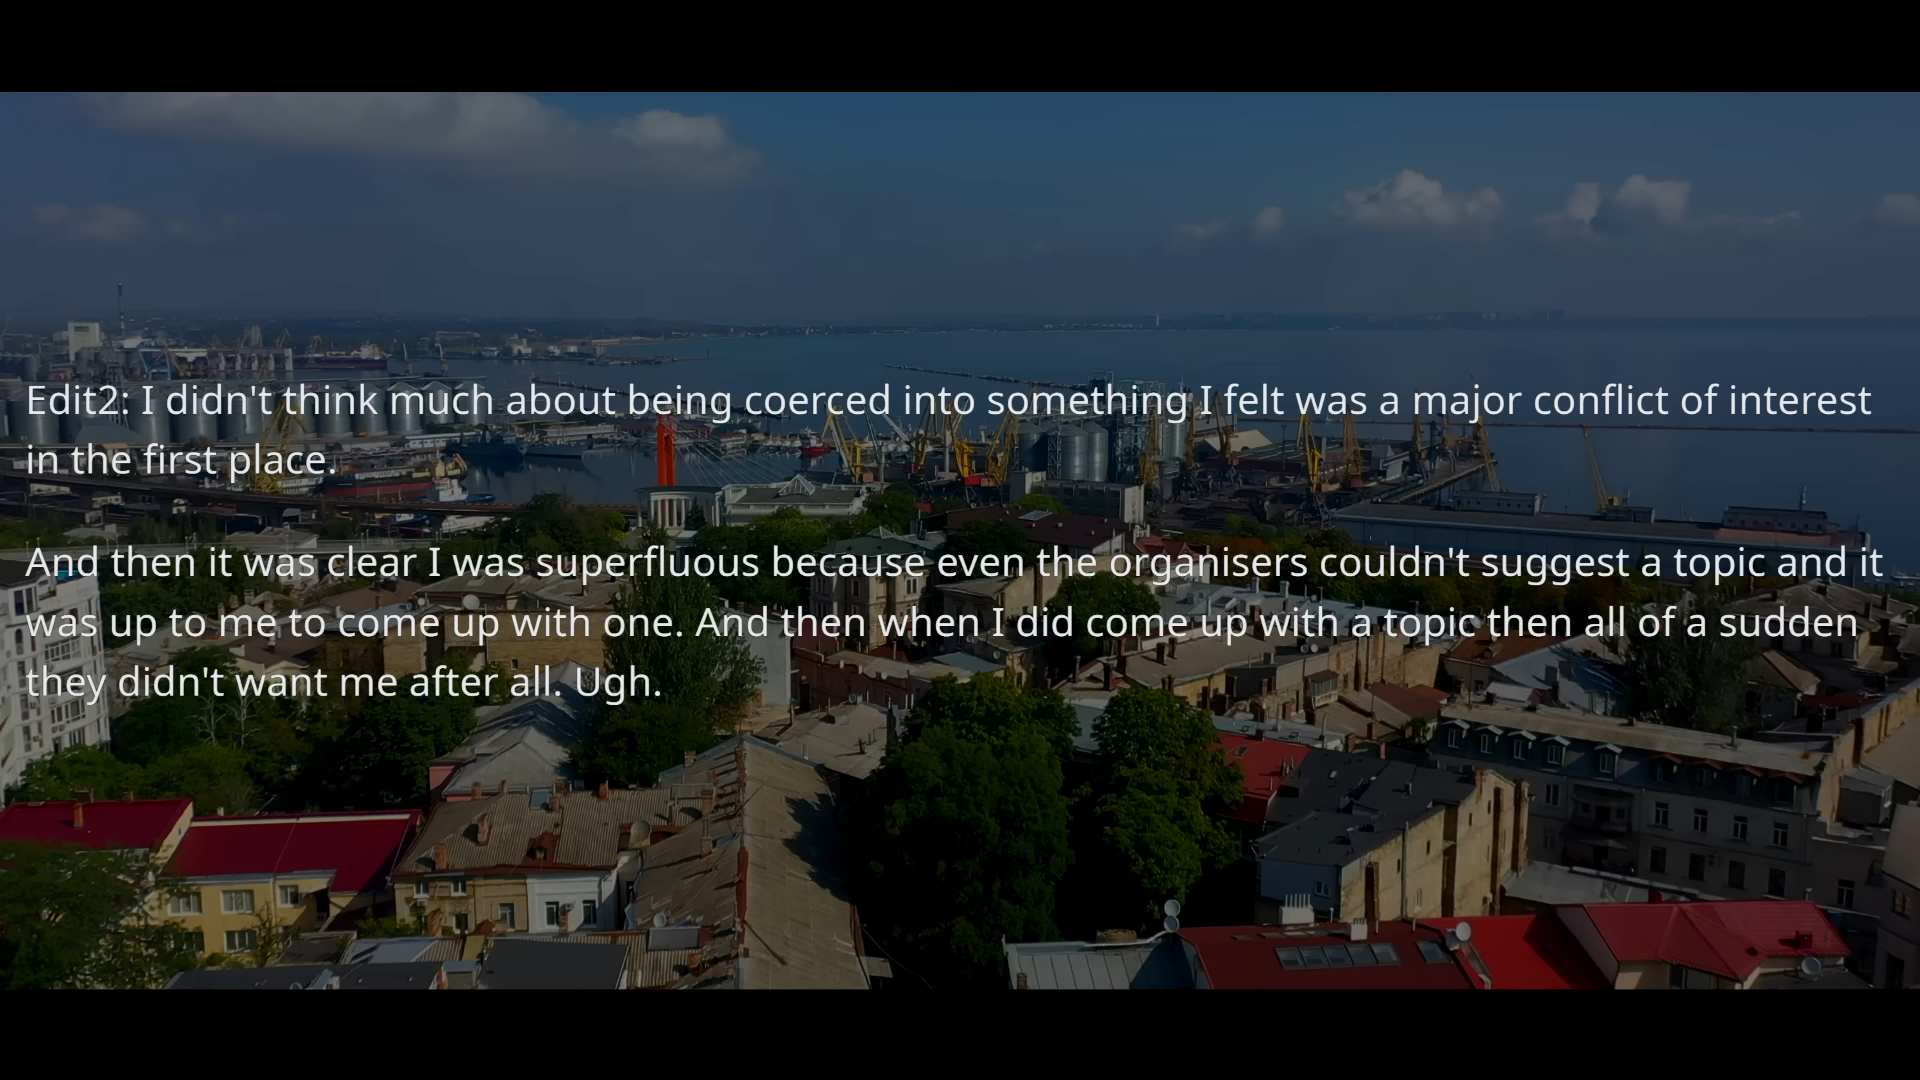 Edit2: I didn't think much about being coerced into something I felt was a major conflict of interest
in the first place.
And then it was clear I was superfluous because even the organisers couldn't suggest a topic and it
was up to me to come up with one. And then when I did come up with a topic then all of a sudden
they didn't want me after all. Ugh.